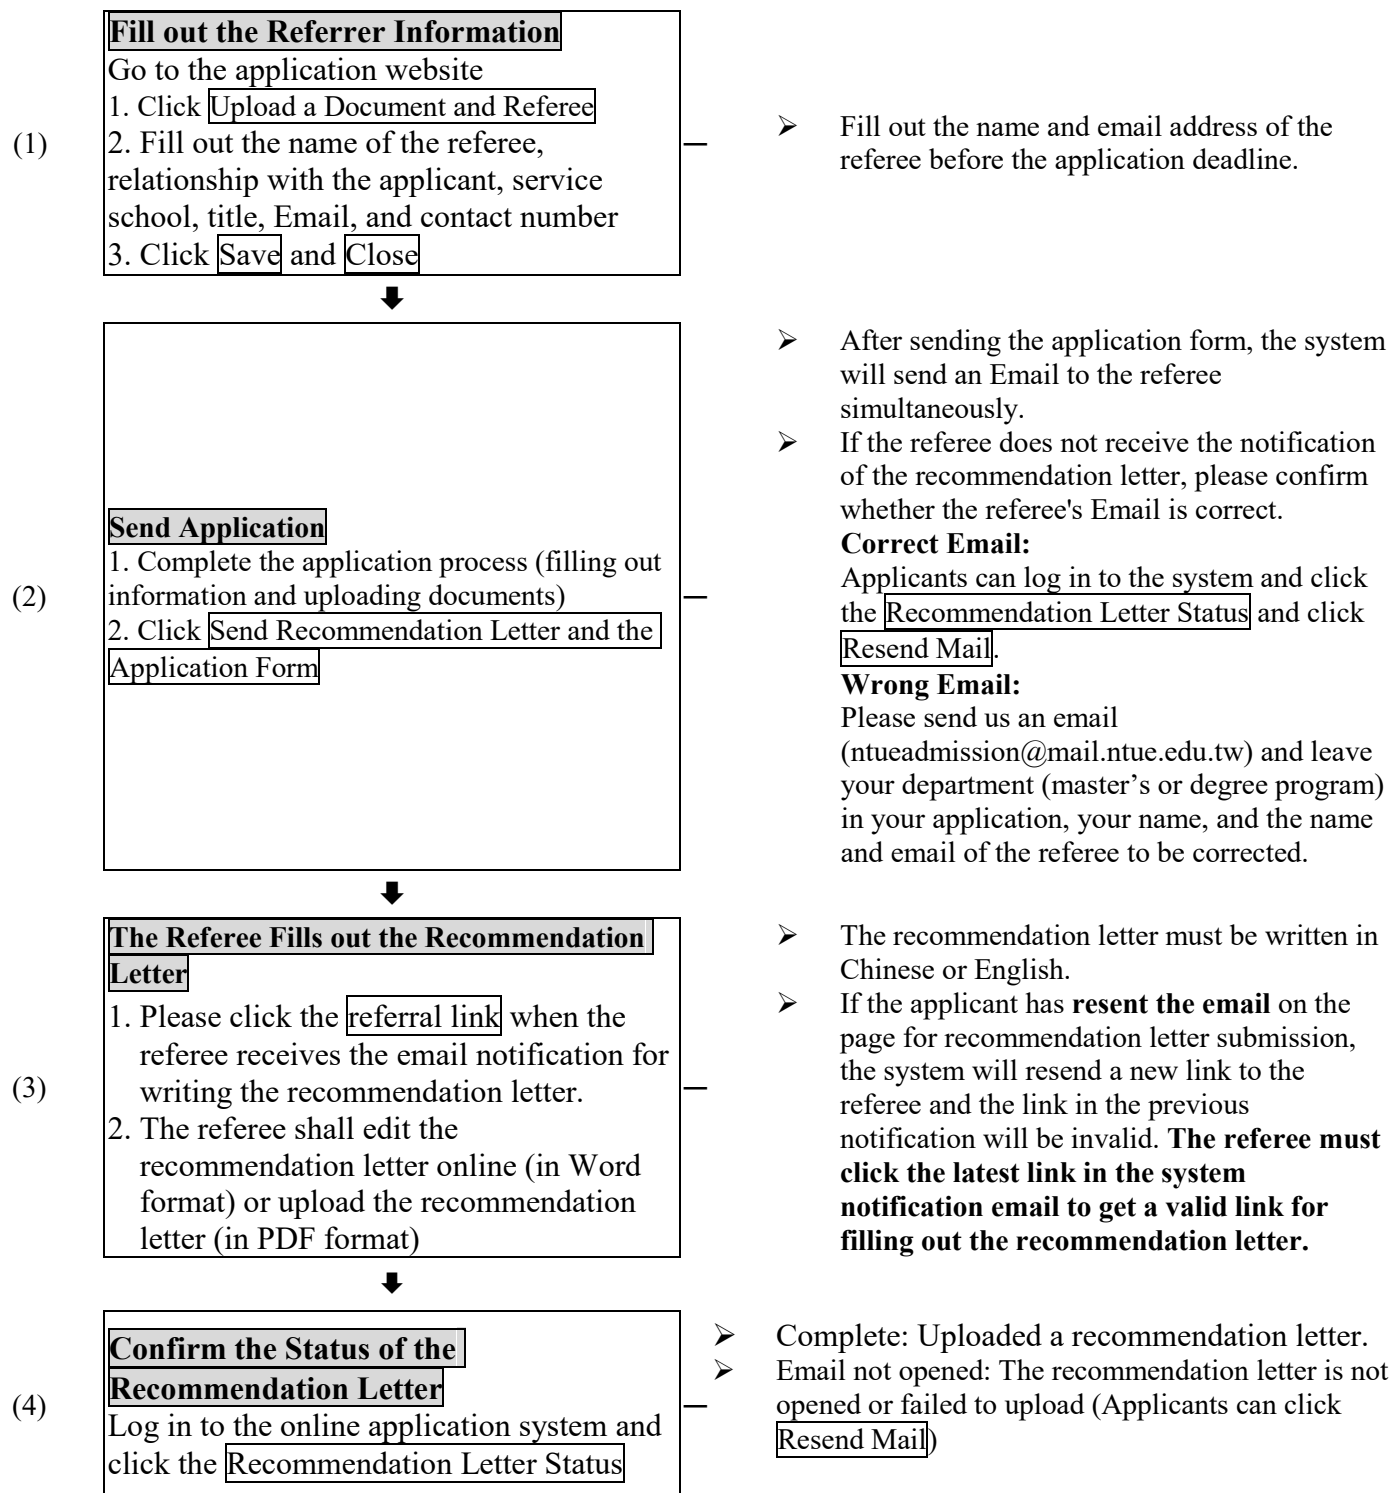 (1)
Fill out the Referrer Information
Go to the application website
1. Click Upload a Document and Referee
2. Fill out the name of the referee,
relationship with the applicant, service
school, title, Email, and contact number
3. Click Save and Close
—
➢ Fill out the name and email address of the
referee before the application deadline.
(2)
Send Application
1. Complete the application process (filling out
information and uploading documents)
2. Click Send Recommendation Letter and the
Application Form
—
➢ After sending the application form, the system
will send an Email to the referee
simultaneously.
➢ If the referee does not receive the notification
of the recommendation letter, please confirm
whether the referee's Email is correct.
Correct Email:
Applicants can log in to the system and click
the Recommendation Letter Status and click
Resend Mail.
Wrong Email:
Please send us an email
(ntueadmission@mail.ntue.edu.tw) and leave
your department (master’s or degree program)
in your application, your name, and the name
and email of the referee to be corrected.
(3)
The Referee Fills out the Recommendation
Letter
1. Please click the referral link when the
referee receives the email notification for
writing the recommendation letter.
2. The referee shall edit the
recommendation letter online (in Word
format) or upload the recommendation
letter (in PDF format)
—
➢ The recommendation letter must be written in
Chinese or English.
➢ If the applicant has resent the email on the
page for recommendation letter submission,
the system will resend a new link to the
referee and the link in the previous
notification will be invalid. The referee must
click the latest link in the system
notification email to get a valid link for
filling out the recommendation letter.
(4)
Confirm the Status of the
Recommendation Letter
Log in to the online application system and
click the Recommendation Letter Status
—
➢ Complete: Uploaded a recommendation letter.
➢ Email not opened: The recommendation letter is not
opened or failed to upload (Applicants can click
Resend Mail)